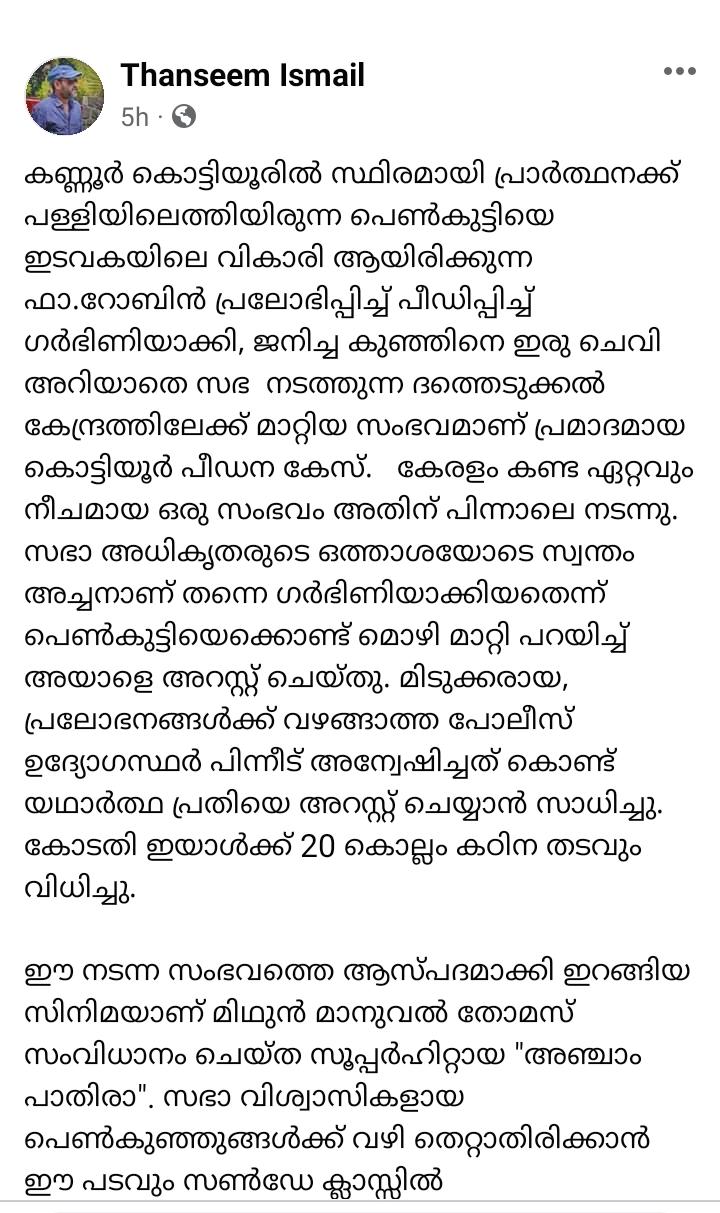 Thanseem Ismail
5h ·
കണ്ണൂർ കൊട്ടിയൂരിൽ സ്ഥിരമായി പ്രാർത്ഥനക്ക്
പള്ളിയിലെത്തിയിരുന്ന പെൺകുട്ടിയെ
ഇടവകയിലെ വികാരി ആയിരിക്കുന്ന
ഫാ.റോബിൻ പ്രലോഭിപ്പിച്ച് പീഡിപ്പിച്ച്
ഗർഭിണിയാക്കി, ജനിച്ച കുഞ്ഞിനെ ഇരു ചെവി
അറിയാതെ സഭ നടത്തുന്ന ദത്തെടുക്കൽ
കേന്ദ്രത്തിലേക്ക് മാറ്റിയ സംഭവമാണ് പ്രമാദമായ
കൊട്ടിയൂർ പീഡന കേസ്. കേരളം കണ്ട ഏറ്റവും
നീചമായ ഒരു സംഭവം അതിന് പിന്നാലെ നടന്നു.
സഭാ അധികൃതരുടെ ഒത്താശയോടെ സ്വന്തം
അച്ചനാണ് തന്നെ ഗർഭിണിയാക്കിയതെന്ന്
പെൺകുട്ടിയെക്കൊണ്ട് മൊഴി മാറ്റി പറയിച്ച്
അയാളെ അറസ്റ്റ് ചെയ്തു. മിടുക്കരായ,
പ്രലോഭനങ്ങൾക്ക് വഴങ്ങാത്ത പോലീസ്
ഉദ്യോഗസ്ഥർ പിന്നീട് അന്വേഷിച്ചത് കൊണ്ട്
യഥാർത്ഥ പ്രതിയെ അറസ്റ്റ് ചെയ്യാൻ സാധിച്ചു.
കോടതി ഇയാൾക്ക് 20 കൊല്ലം കഠിന തടവും
വിധിച്ചു.
ഈ നടന്ന സംഭവത്തെ ആസ്പദമാക്കി ഇറങ്ങിയ
സിനിമയാണ് മിഥുൻ മാനുവൽ തോമസ്
സംവിധാനം ചെയ്ത സൂപ്പർഹിറ്റായ "അഞ്ചാം
പാതിരാ". സഭാ വിശ്വാസികളായ
പെൺകുഞ്ഞുങ്ങൾക്ക് വഴി തെറ്റാതിരിക്കാൻ
ഈ പടവും സൺഡേ ക്ലാസ്സിൽ